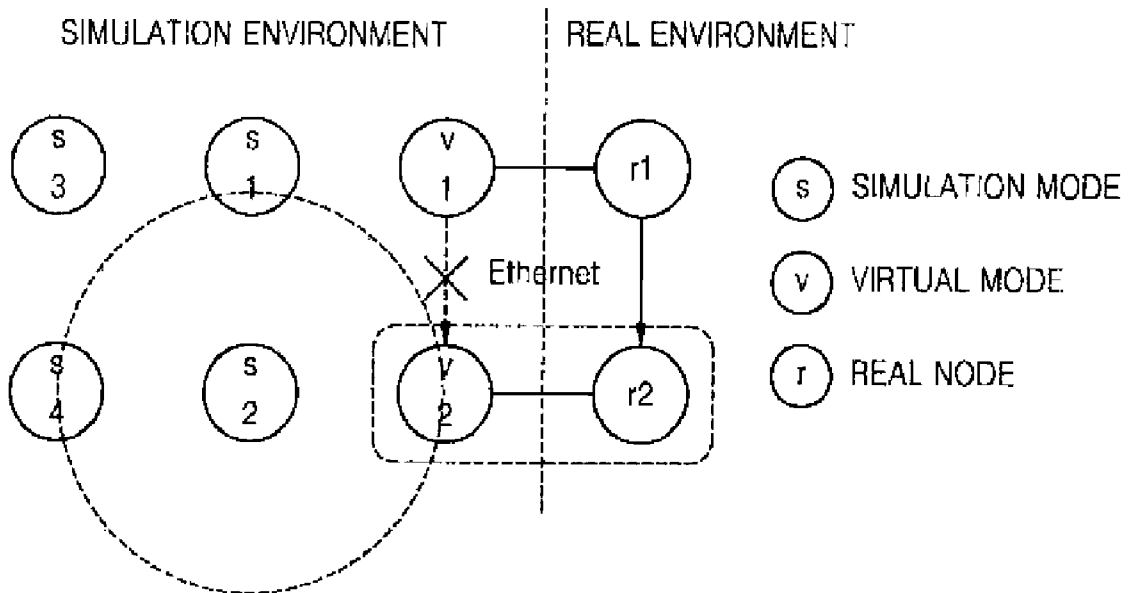 SIMULATION ENVIRONMENT
REAL ENVIRONMENT
s
3
s
1
v
1
r1
Ethernet
s
4
s
2
v
2
r2
s SIMULATION MODE
v VIRTUAL MODE
r REAL NODE